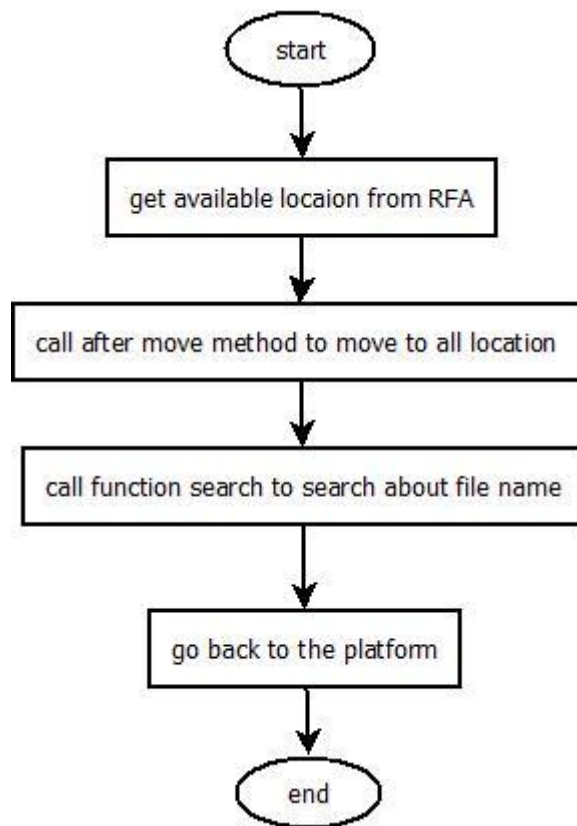 start
get available locaion from RFA
call after move method to move to all location
call function search to search about file name
go back to the platform
end